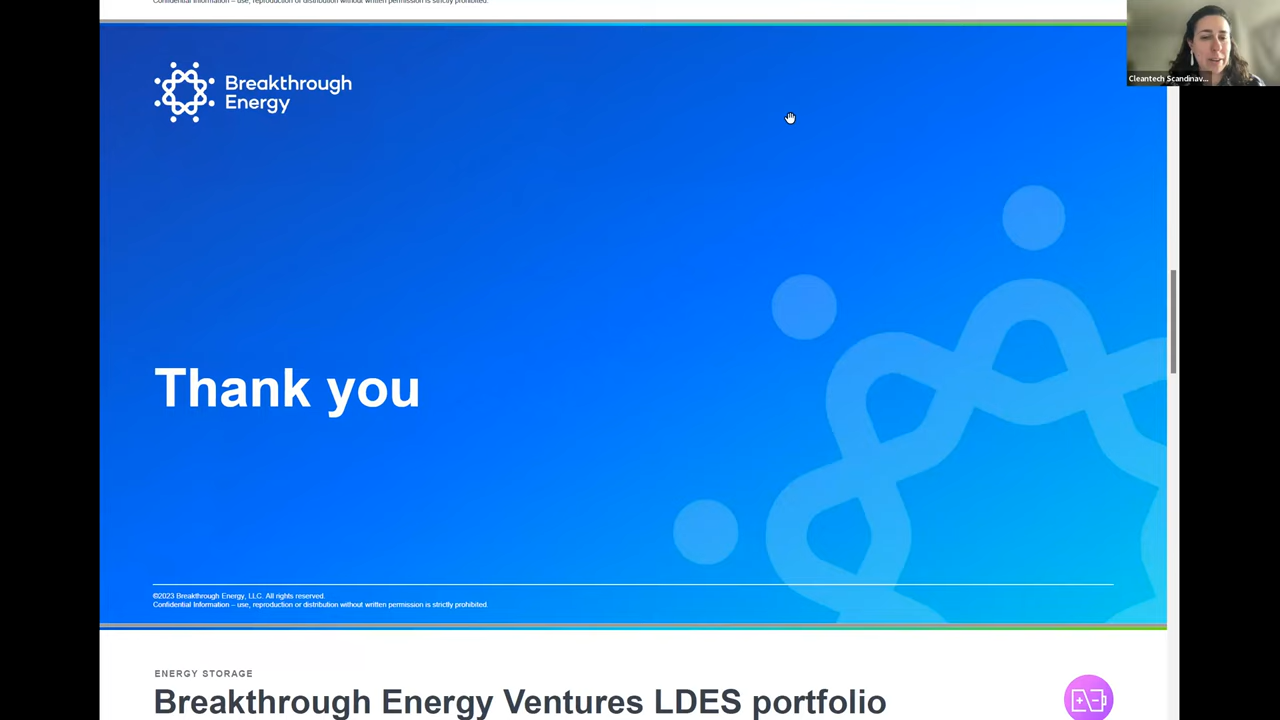 Confidential Information – use, reproduction or distribution without written permission is strictly prohibited.
Breakthrough
Energy
Cleantech Scandinav...
Thank you
©2023 Breakthrough Energy, LLC. All rights reserved.
Confidential Information – use, reproduction or distribution without written permission is strictly prohibited.
ENERGY STORAGE
Breakthrough Energy Ventures LDES portfolio